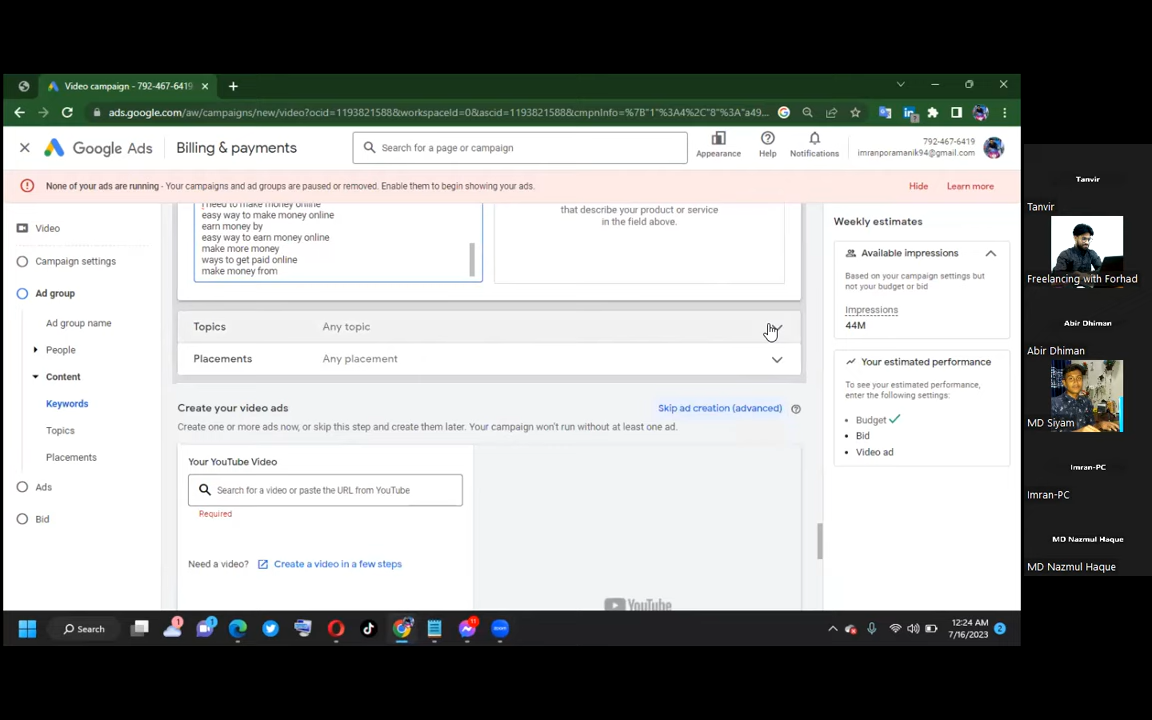 Video campaign - 792-467-6419
ads.google.com/aw/campaigns/new/video?ocid=1193821588&workspaceId=0&ascid=1193821588&cmpnInfo=%7B"1"%3A4%2C"8"%3A"a49...
Google Ads
Billing & payments
Search for a page or campaign
Appearance
Help
Notifications
792-467-6419
imranporamanik94@gmail.com
None of your ads are running - Your campaigns and ad groups are paused or removed. Enable them to begin showing your ads.
Hide
Learn more
Video
Campaign settings
Ad group
Ad group name
People
Content
Keywords
Topics
Placements
Ads
Bid
i need to make money online
easy way to make money online
earn money by
easy way to earn money online
make more money
ways to get paid online
make money from
that describe your product or service
in the field above.
Topics
Any topic
Placements
Any placement
Create your video ads
Skip ad creation (advanced)
Create one or more ads now, or skip this step and create them later. Your campaign won't run without at least one ad.
Your YouTube Video
Search for a video or paste the URL from YouTube
Required
Need a video?
Create a video in a few steps
YouTube
Weekly estimates
Available impressions
Based on your campaign settings but
not your budget or bid
Impressions
44M
Your estimated performance
To see your estimated performance,
enter the following settings:
Budget
Bid
Video ad
Tanvir
Tanvir
Freelancing with Forhad
Abir Dhiman
Abir Dhiman
MD Siyam
Imran-PC
Imran-PC
MD Nazmul Haque
MD Nazmul Haque
Search
1
1
11
12:24 AM
7/16/2023
2